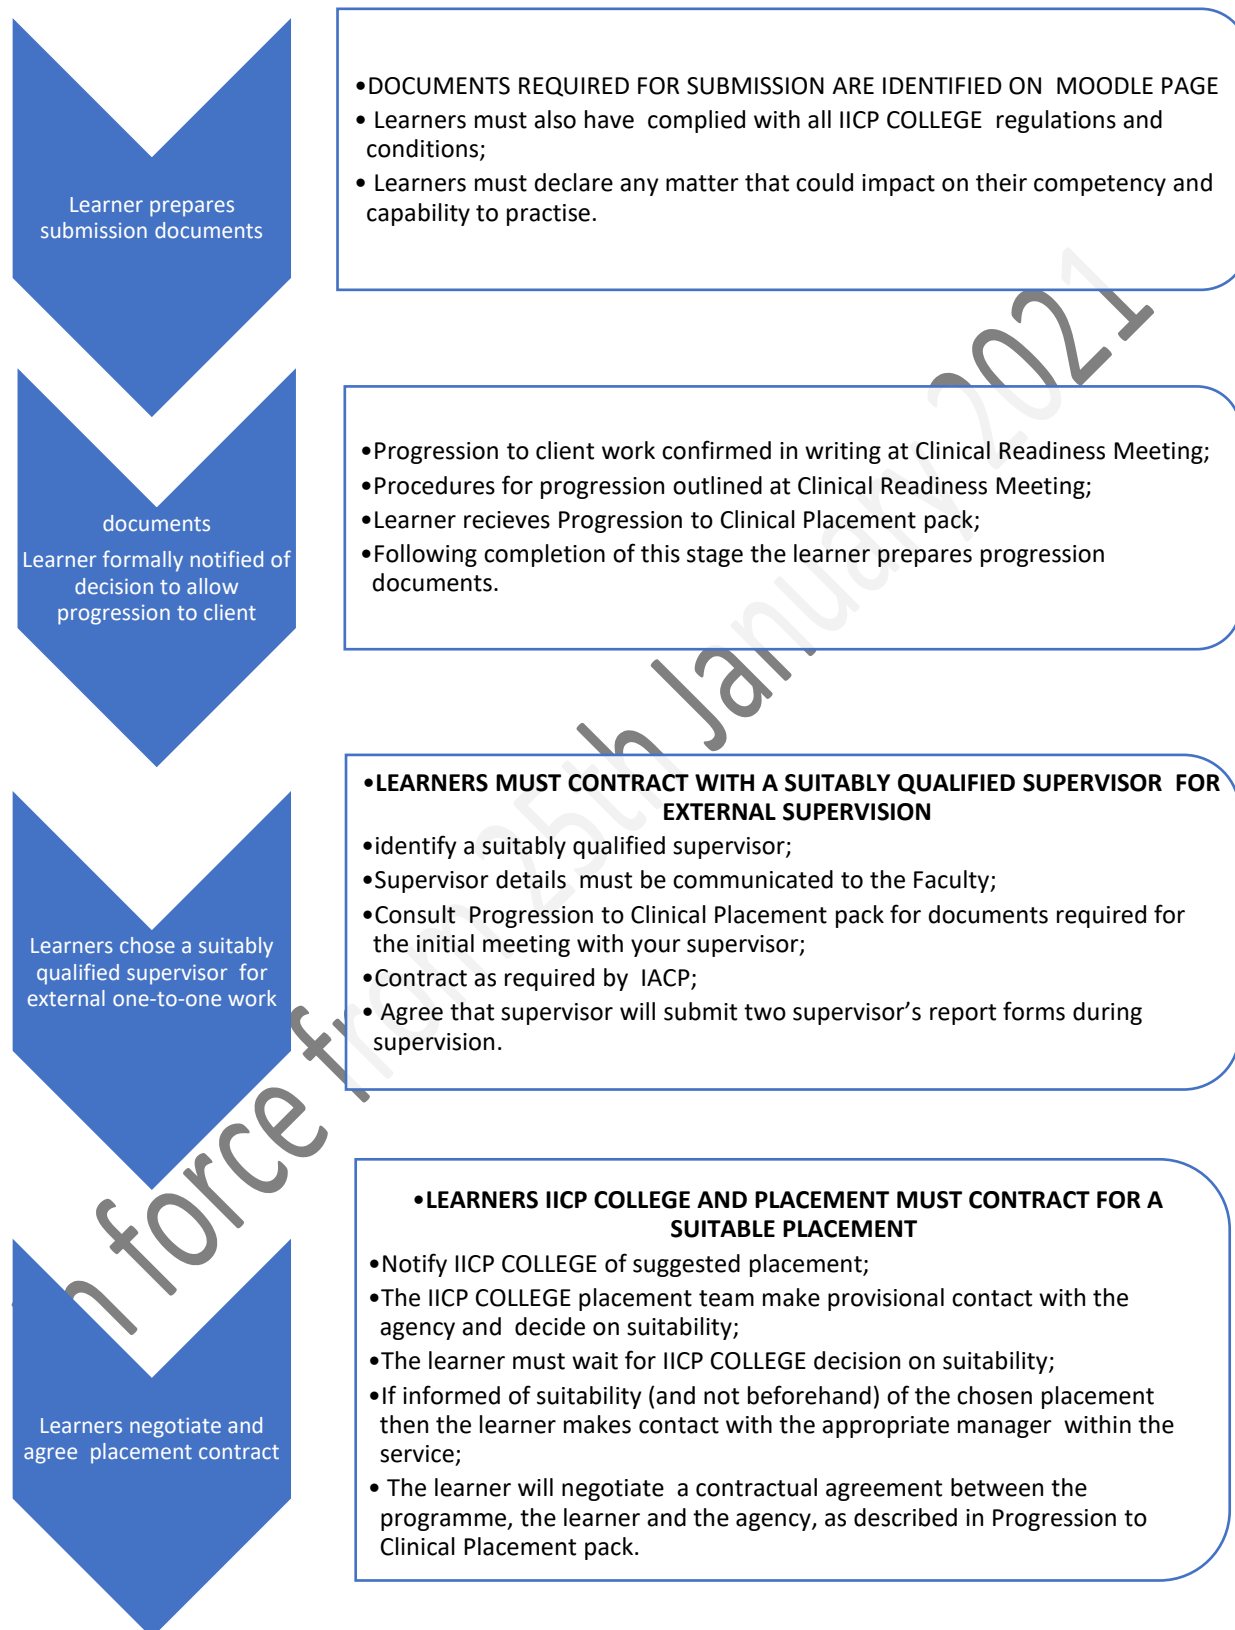 Learner prepares
submission documents
•DOCUMENTS REQUIRED FOR SUBMISSION ARE IDENTIFIED ON MOODLE PAGE
• Learners must also have complied with all IICP COLLEGE regulations and
conditions;
• Learners must declare any matter that could impact on their competency and
capability to practise.
documents
Learner formally notified of
decision to allow
progression to client
•Progression to client work confirmed in writing at Clinical Readiness Meeting;
•Procedures for progression outlined at Clinical Readiness Meeting;
•Learner recieves Progression to Clinical Placement pack;
•Following completion of this stage the learner prepares progression
documents.
Learners chose a suitably
qualified supervisor for
external one-to-one work
•LEARNERS MUST CONTRACT WITH A SUITABLY QUALIFIED SUPERVISOR FOR
EXTERNAL SUPERVISION
•identify a suitably qualified supervisor;
•Supervisor details must be communicated to the Faculty;
•Consult Progression to Clinical Placement pack for documents required for
the initial meeting with your supervisor;
•Contract as required by IACP;
• Agree that supervisor will submit two supervisor's report forms during
supervision.
Learners negotiate and
agree placement contract
•LEARNERS IICP COLLEGE AND PLACEMENT MUST CONTRACT FOR A
SUITABLE PLACEMENT
•Notify IICP COLLEGE of suggested placement;
•The IICP COLLEGE placement team make provisional contact with the
agency and decide on suitability;
•The learner must wait for IICP COLLEGE decision on suitability;
•If informed of suitability (and not beforehand) of the chosen placement
then the learner makes contact with the appropriate manager within the
service;
• The learner will negotiate a contractual agreement between the
programme, the learner and the agency, as described in Progression to
Clinical Placement pack.
force from 25th January 2021